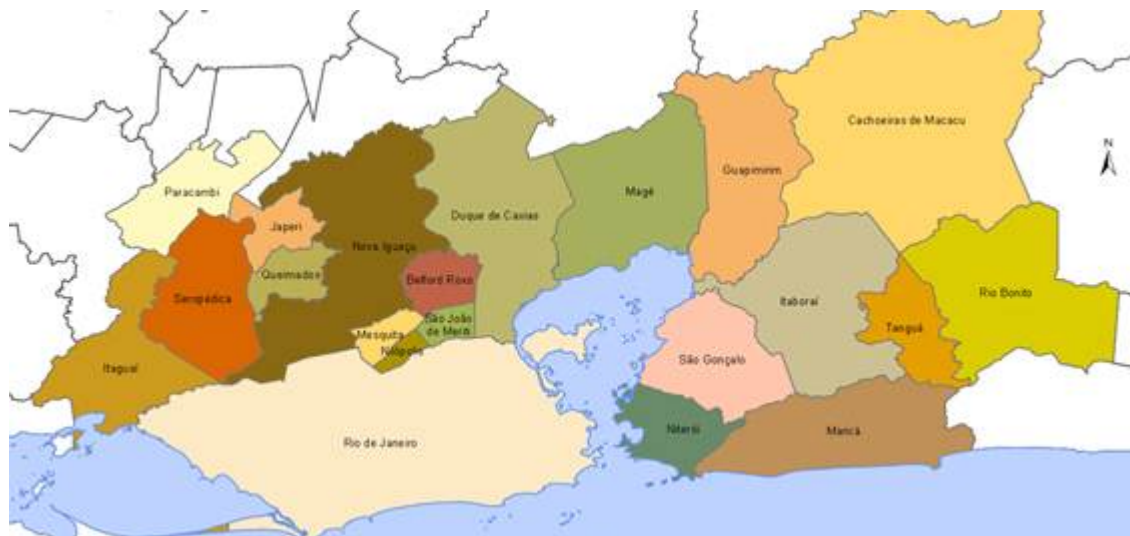 Cachoeiras de Macacu
N
Guapimirim
Magé
Paracambi
Duque de Caxias
Japeri
Nova Iguaçu
Queimados
Belford Roxo
Seropédica
Itaboraí
Rio Bonito
São João
de Meriti
Mesquita
Tanguá
Nilópolis
São Gonçalo
Itaguaí
Niterói
Maricá
Rio de Janeiro